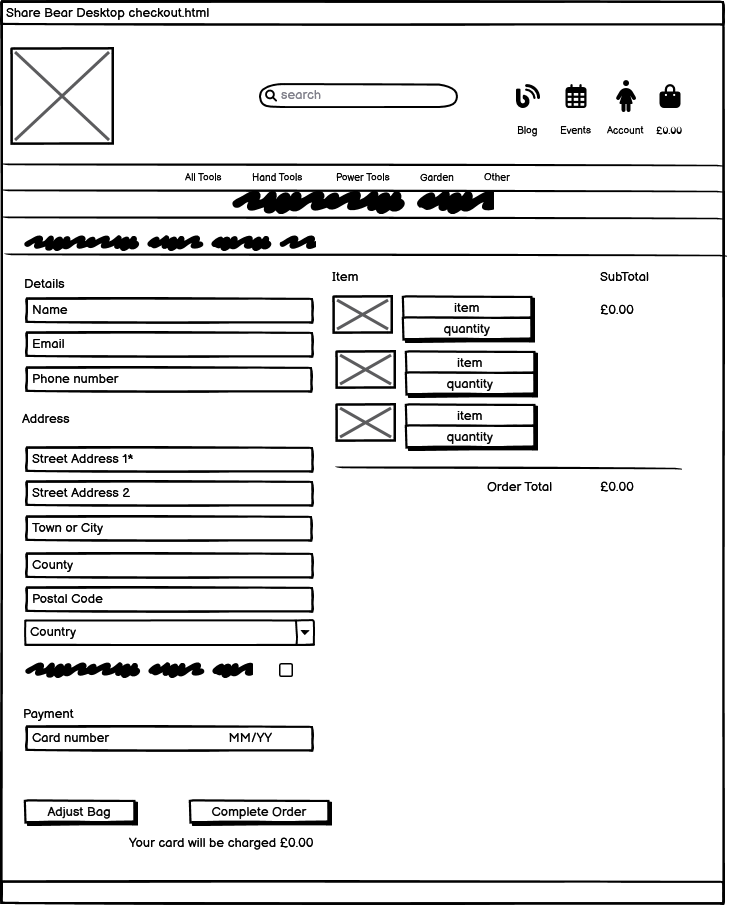 Share Bear Desktop checkout.html
search
Blog Events Account £0.00
All Tools Hand Tools Power Tools Garden Other
Item SubTotal
Details
Name
item £0.00
quantity
Email
item
Phone number
quantity
Address
item
quantity
Street Address 1*
Order Total £0.00
Street Address 2
Town or City
County
Postal Code
Country
Payment
Card number MM/YY
Adjust Bag Complete Order
Your card will be charged £0.00